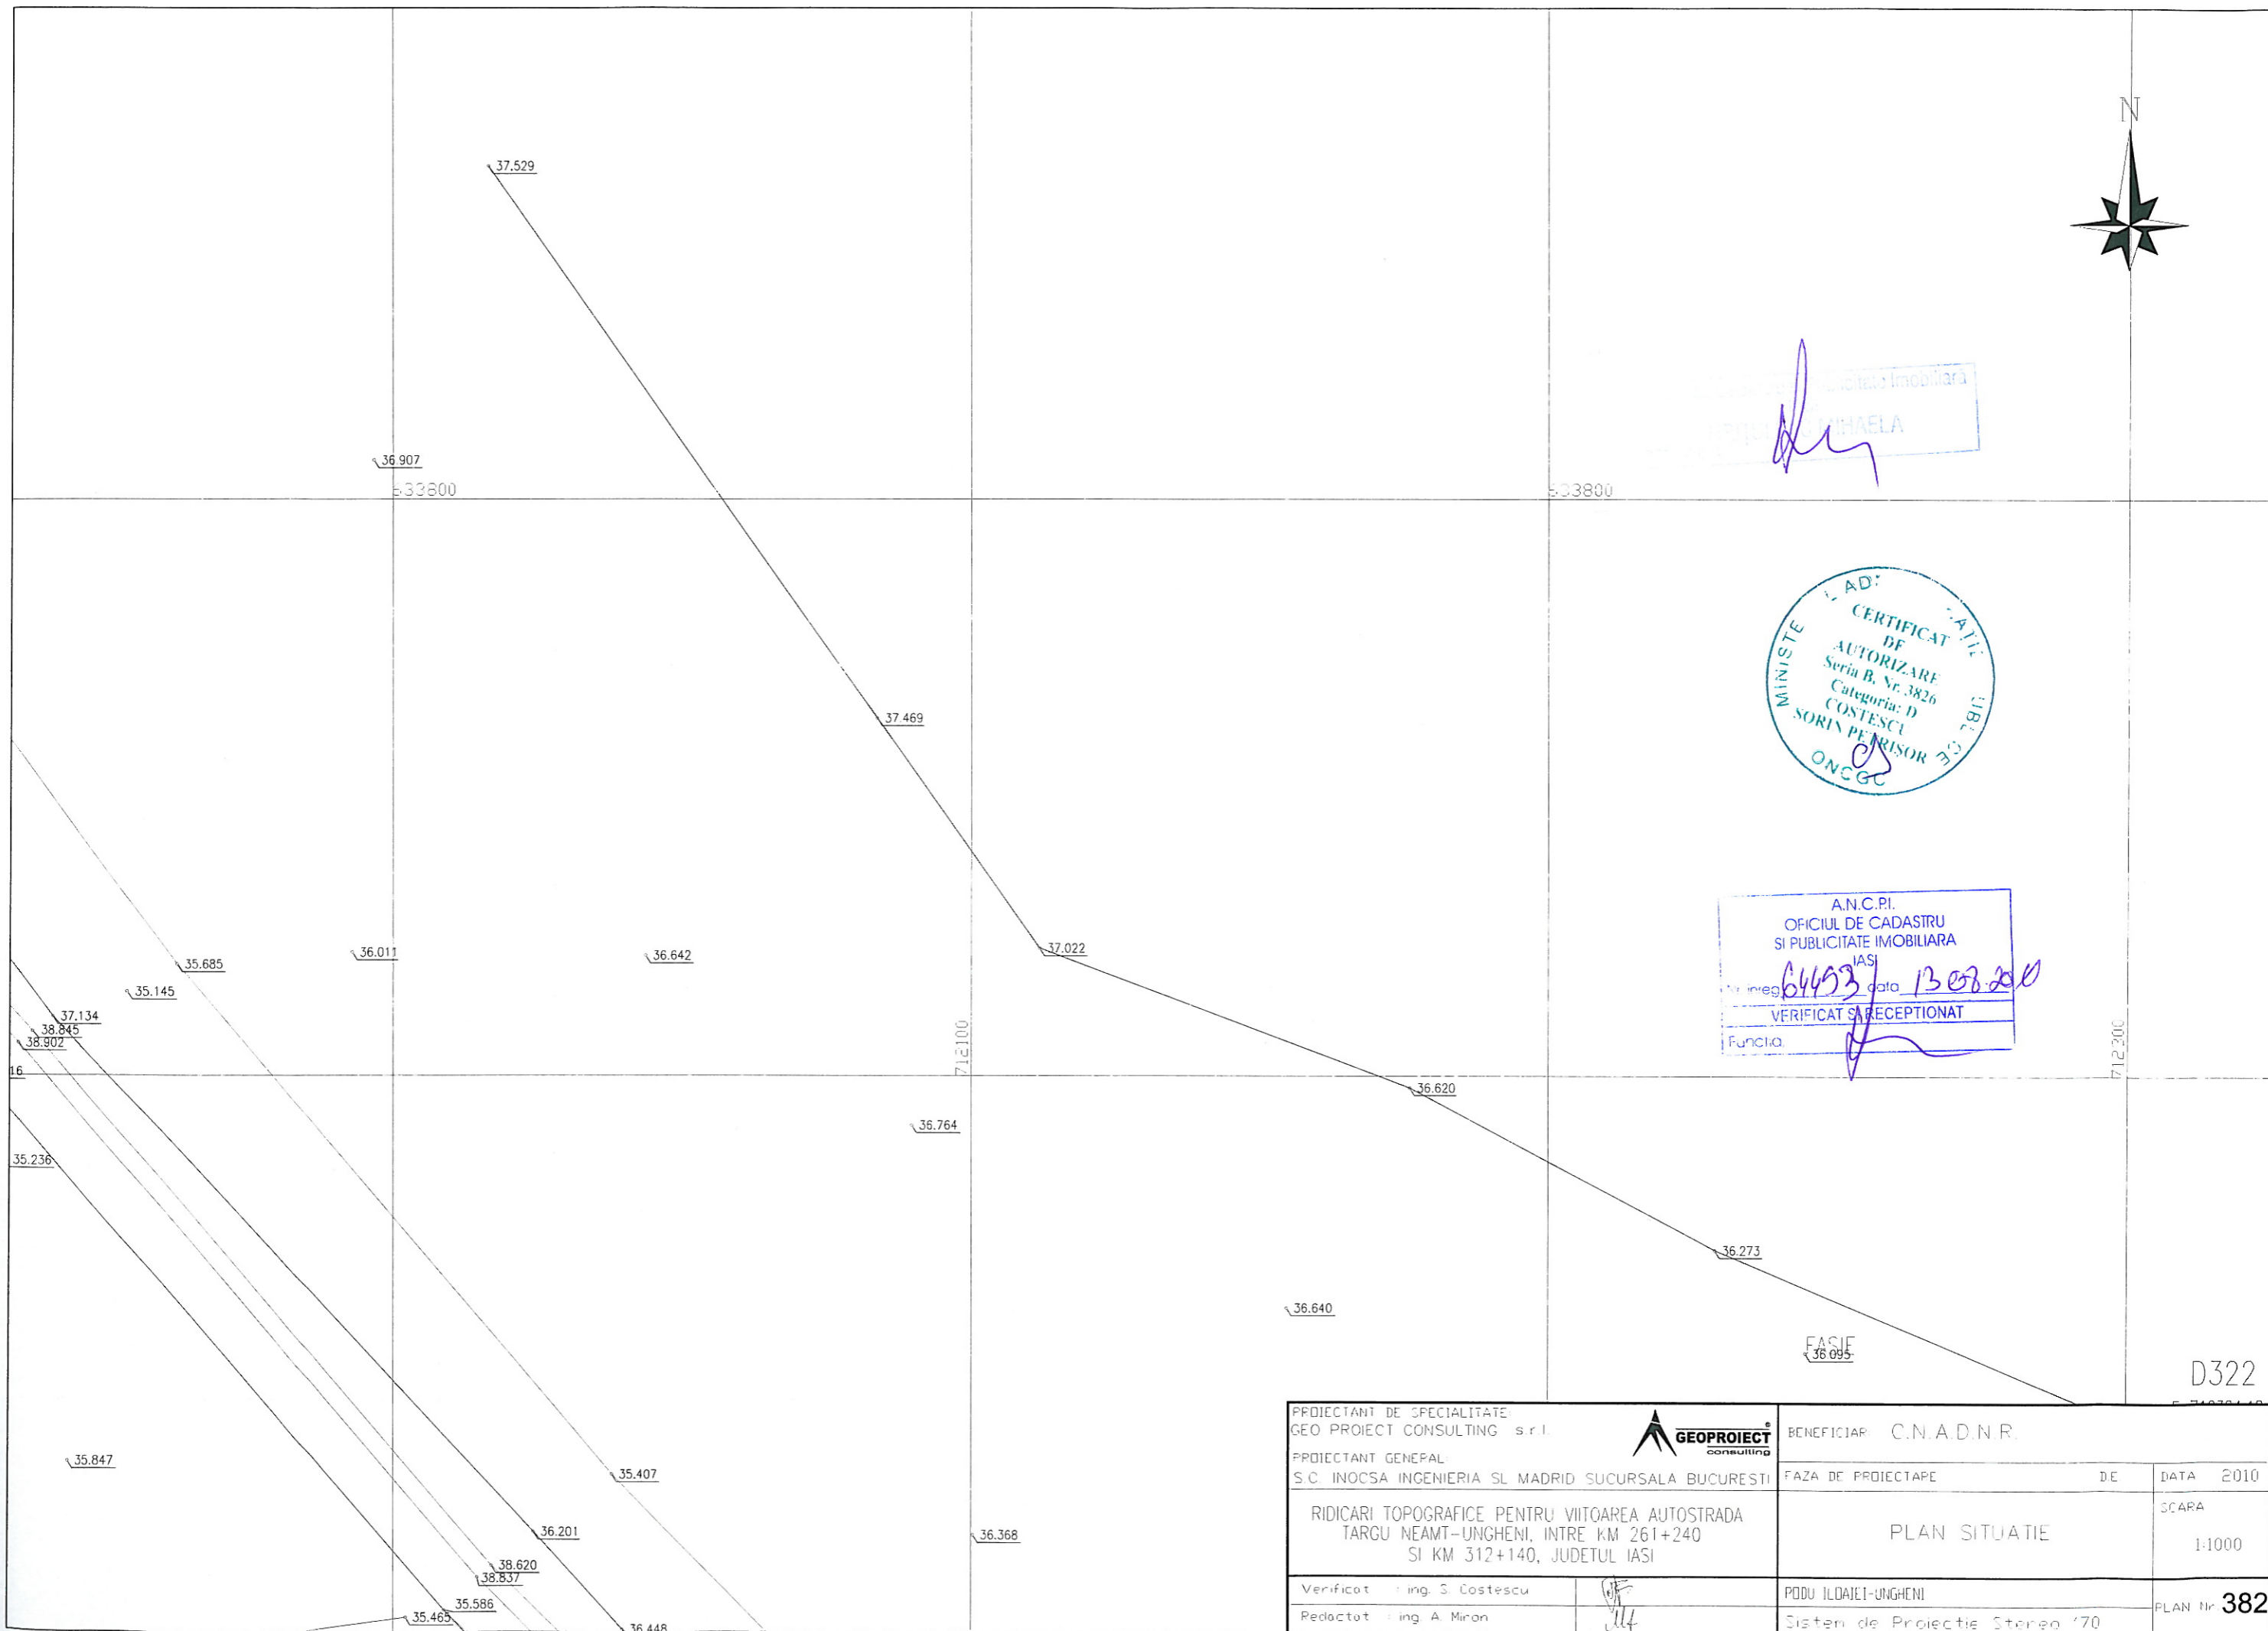 N
37.529
36.907
633800
633800
37.469
37.022
36.011
36.642
35.685
35.145
37.134
38.845
38.902
16
712100
712300
36.620
36.764
35.236
36.273
36.640
FASIE
36.095
D322
35.847
35.407
36.201
36.368
38.620
38.837
35.586
35.465
36.448
Imobiliară
MIHAELA
CERTIFICAT
DE
AUTORIZARE
Seria B, Nr. 3826
Categoria: D
COSTESCU
SORIN PETRISOR
ONCGC
A.N.C.P.I.
OFICIUL DE CADASTRU
SI PUBLICITATE IMOBILIARA
IASI
data
VERIFICAT SI RECEPTIONAT
Functia
PROIECTANT DE SPECIALITATE
GEO PROIECT CONSULTING s.r.l.
GEOPROIECT
consulting
PROIECTANT GENERAL
S.C. INOCSA INGENIERIA SL MADRID SUCURSALA BUCURESTI
BENEFICIAR C.N.A.D.N.R.
FAZA DE PROIECTARE DE
DATA 2010
RIDICARI TOPOGRAFICE PENTRU VIITOAREA AUTOSTRADA
TARGU NEAMT-UNGHENI, INTRE KM 261+240
SI KM 312+140, JUDETUL IASI
PLAN SITUATIE
SCARA
1:1000
Verificat : ing. S. Costescu
Redactat : ing. A. Miron
PODU ILOAIEI-UNGHENI
Sistem de Proiectie Stereo '70
PLAN Nr 382